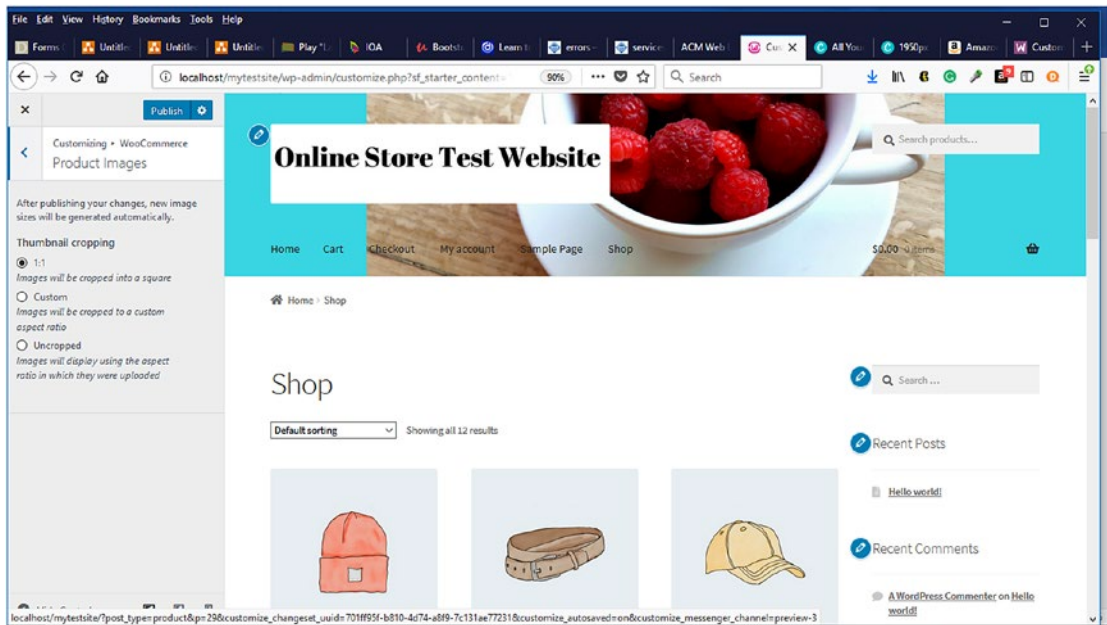 File Edit View History Bookmarks Tools Help
Forms Untitle Untitle Untitle Play "L IOA Bootstr Learn errors - service ACM Web Cus X All You 1950p Amazo Custom
localhost/mytestsite/wp-admin/customize.php?sf_starter_content= 90% Search
Publish
Customizing • WooCommerce
Product Images
After publishing your changes, new image
sizes will be generated automatically.
Thumbnail cropping
1:1
Images will be cropped into a square
Custom
Images will be cropped to a custom
aspect ratio
Uncropped
Images will display using the aspect
ratio in which they were uploaded
Online Store Test Website
Search products...
Home Cart Checkout My account Sample Page Shop
$0.00 0 items
Home › Shop
Shop
Default sorting
Showing all 12 results
Search ...
Recent Posts
Hello world!
Recent Comments
A WordPress Commenter on Hello
world!
localhost/mytestsite/?post_type=product&p=29&customize_changeset_uuid=701ff95f-b810-4d74-a8f9-7c131ae77231&customize_autosaved=on&customize_messenger_channel=preview-3